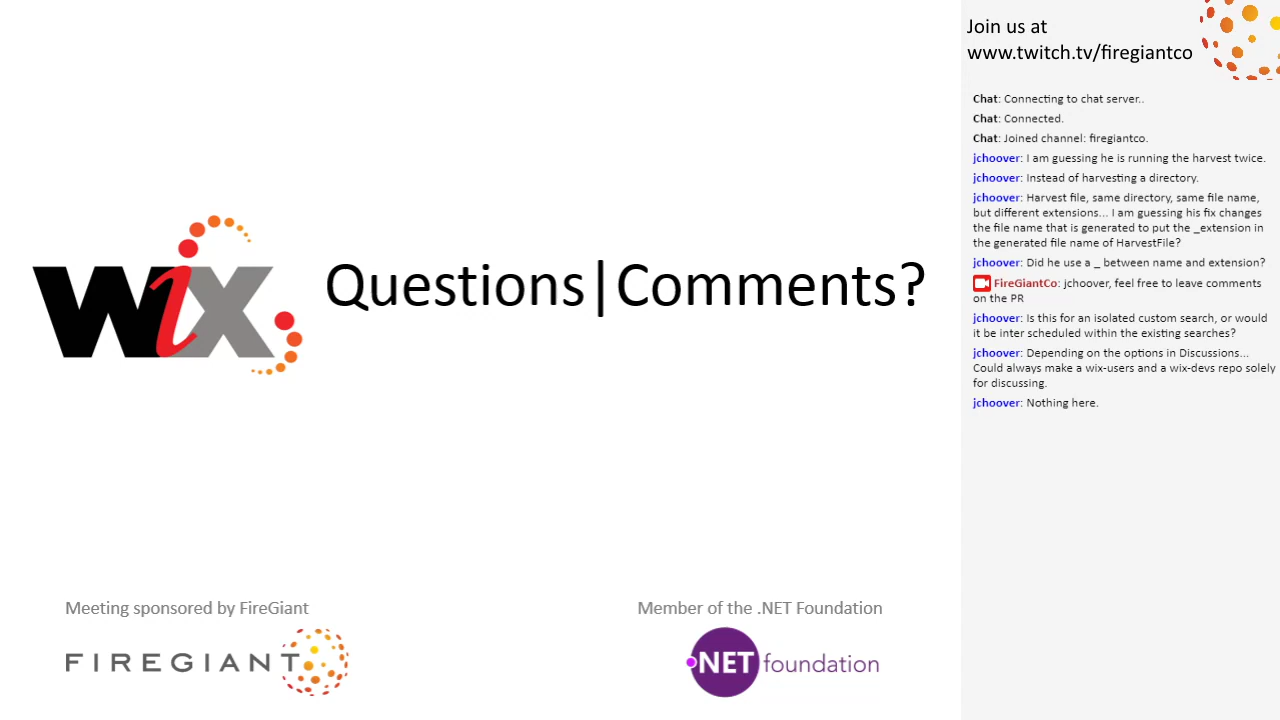 WiX
Questions|Comments?
Meeting sponsored by FireGiant
FIREGIANT
Member of the .NET Foundation
.NET foundation
Join us at
www.twitch.tv/firegiantco
Chat: Connecting to chat server..
Chat: Connected.
Chat: Joined channel: firegiantco.
jchoover: I am guessing he is running the harvest twice.
jchoover: Instead of harvesting a directory.
jchoover: Harvest file, same directory, same file name,
but different extensions... I am guessing his fix changes
the file name that is generated to put the _extension in
the generated file name of HarvestFile?
jchoover: Did he use a _ between name and extension?
FireGiantCo: jchoover, feel free to leave comments
on the PR
jchoover: Is this for an isolated custom search, or would
it be inter scheduled within the existing searches?
jchoover: Depending on the options in Discussions...
Could always make a wix-users and a wix-devs repo solely
for discussing.
jchoover: Nothing here.